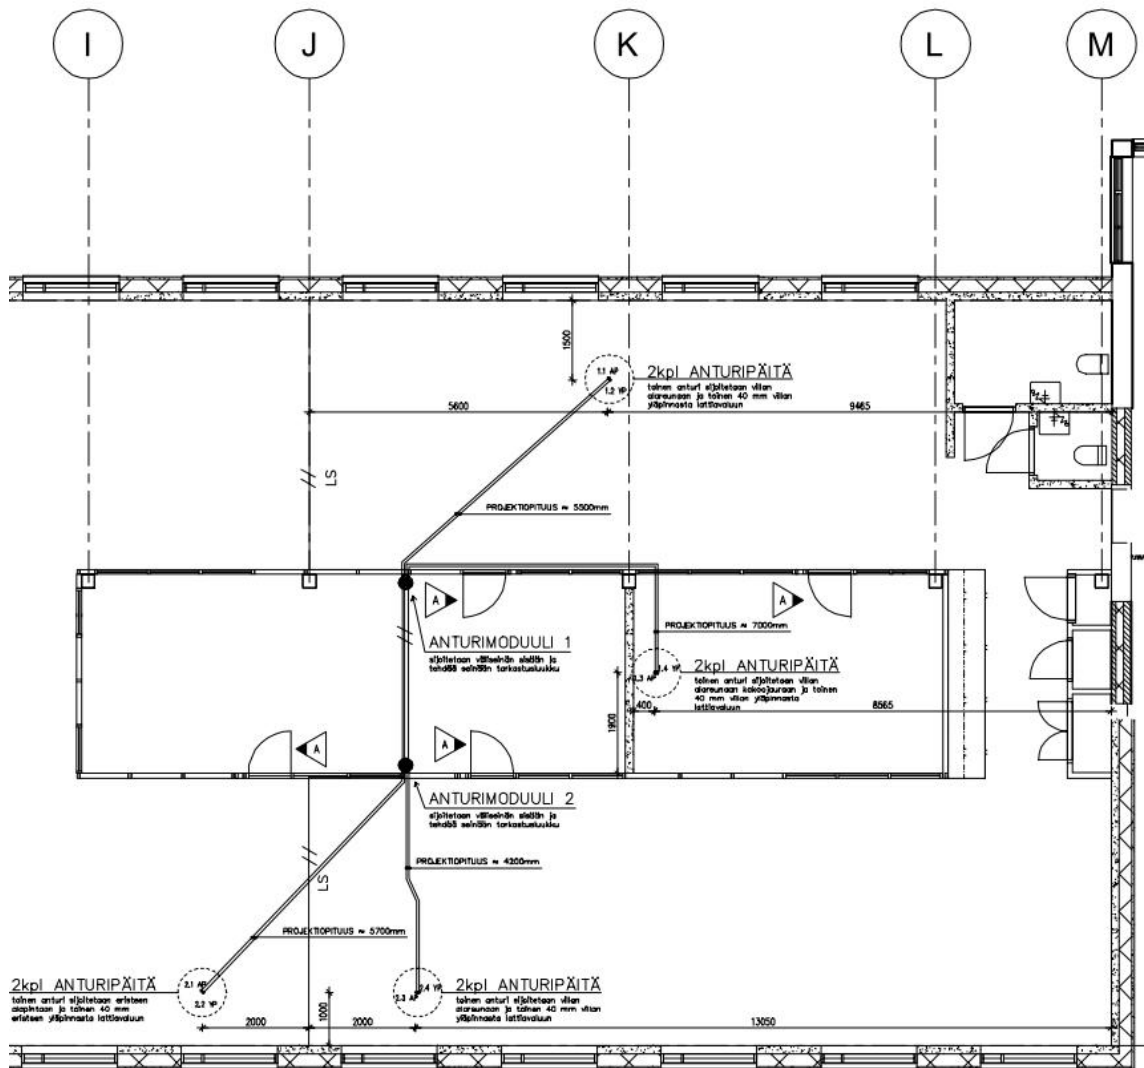 I J K L M
1500
1.1 AP
1.2 YP
2kpl ANTURIPÄITÄ
toinen anturi sijoitetaan villan
alareunaan ja toinen 40 mm villan
yläpinnasta lattiavaluun
5600
9465
LS
PROJEKTIOPITUUS ≈ 5500mm
A
A
ANTURIMODUULI 1
sijoitetaan väliseinän sisään ja
tehdään seinään tarkastusluukku
PROJEKTIOPITUUS ≈ 7000mm
1.4 YP
1.3 AP
2kpl ANTURIPÄITÄ
toinen anturi sijoitetaan villan
alareunaan kokoojauraan ja toinen
40 mm villan yläpinnasta
lattiavaluun
400
8565
1900
A
A
ANTURIMODUULI 2
sijoitetaan väliseinän sisään ja
tehdään seinään tarkastusluukku
PROJEKTIOPITUUS ≈ 4200mm
LS
PROJEKTIOPITUUS ≈ 5700mm
2kpl ANTURIPÄITÄ
toinen anturi sijoitetaan eristeen
alapintaan ja toinen 40 mm
eristeen yläpinnasta lattiavaluun
2.1 AP
2.2 YP
2.4 YP
2.3 AP
2kpl ANTURIPÄITÄ
toinen anturi sijoitetaan villan
alareunaan ja toinen 40 mm villan
yläpinnasta lattiavaluun
1000
2000
2000
13050